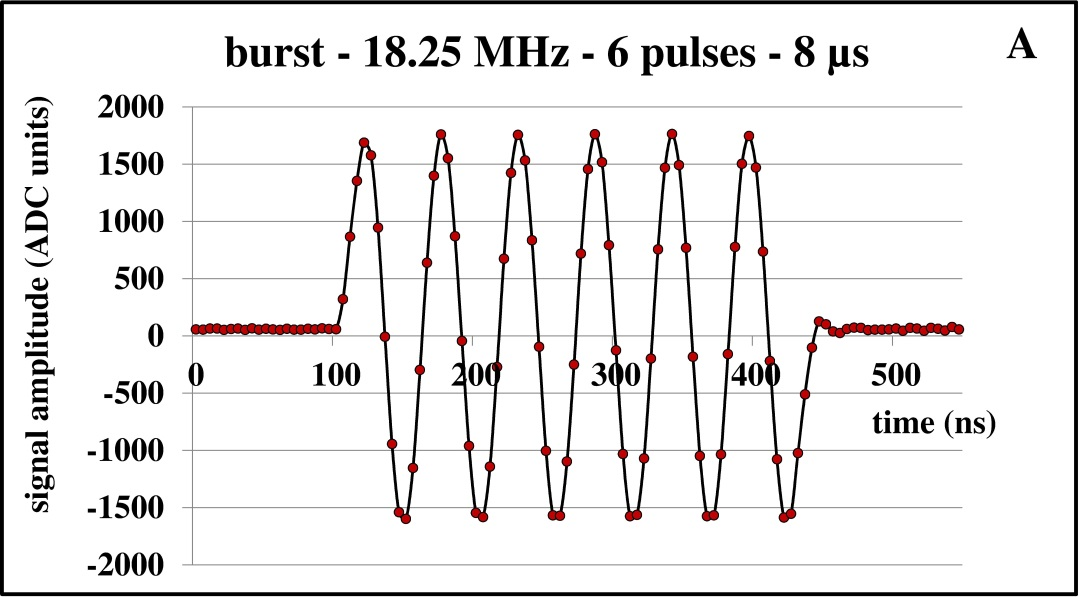 burst - 18.25 MHz - 6 pulses - 8 µs
A
signal amplitude (ADC units)
2000
1500
1000
500
0
-500
-1000
-1500
-2000
0 100 200 300 400 500
time (ns)